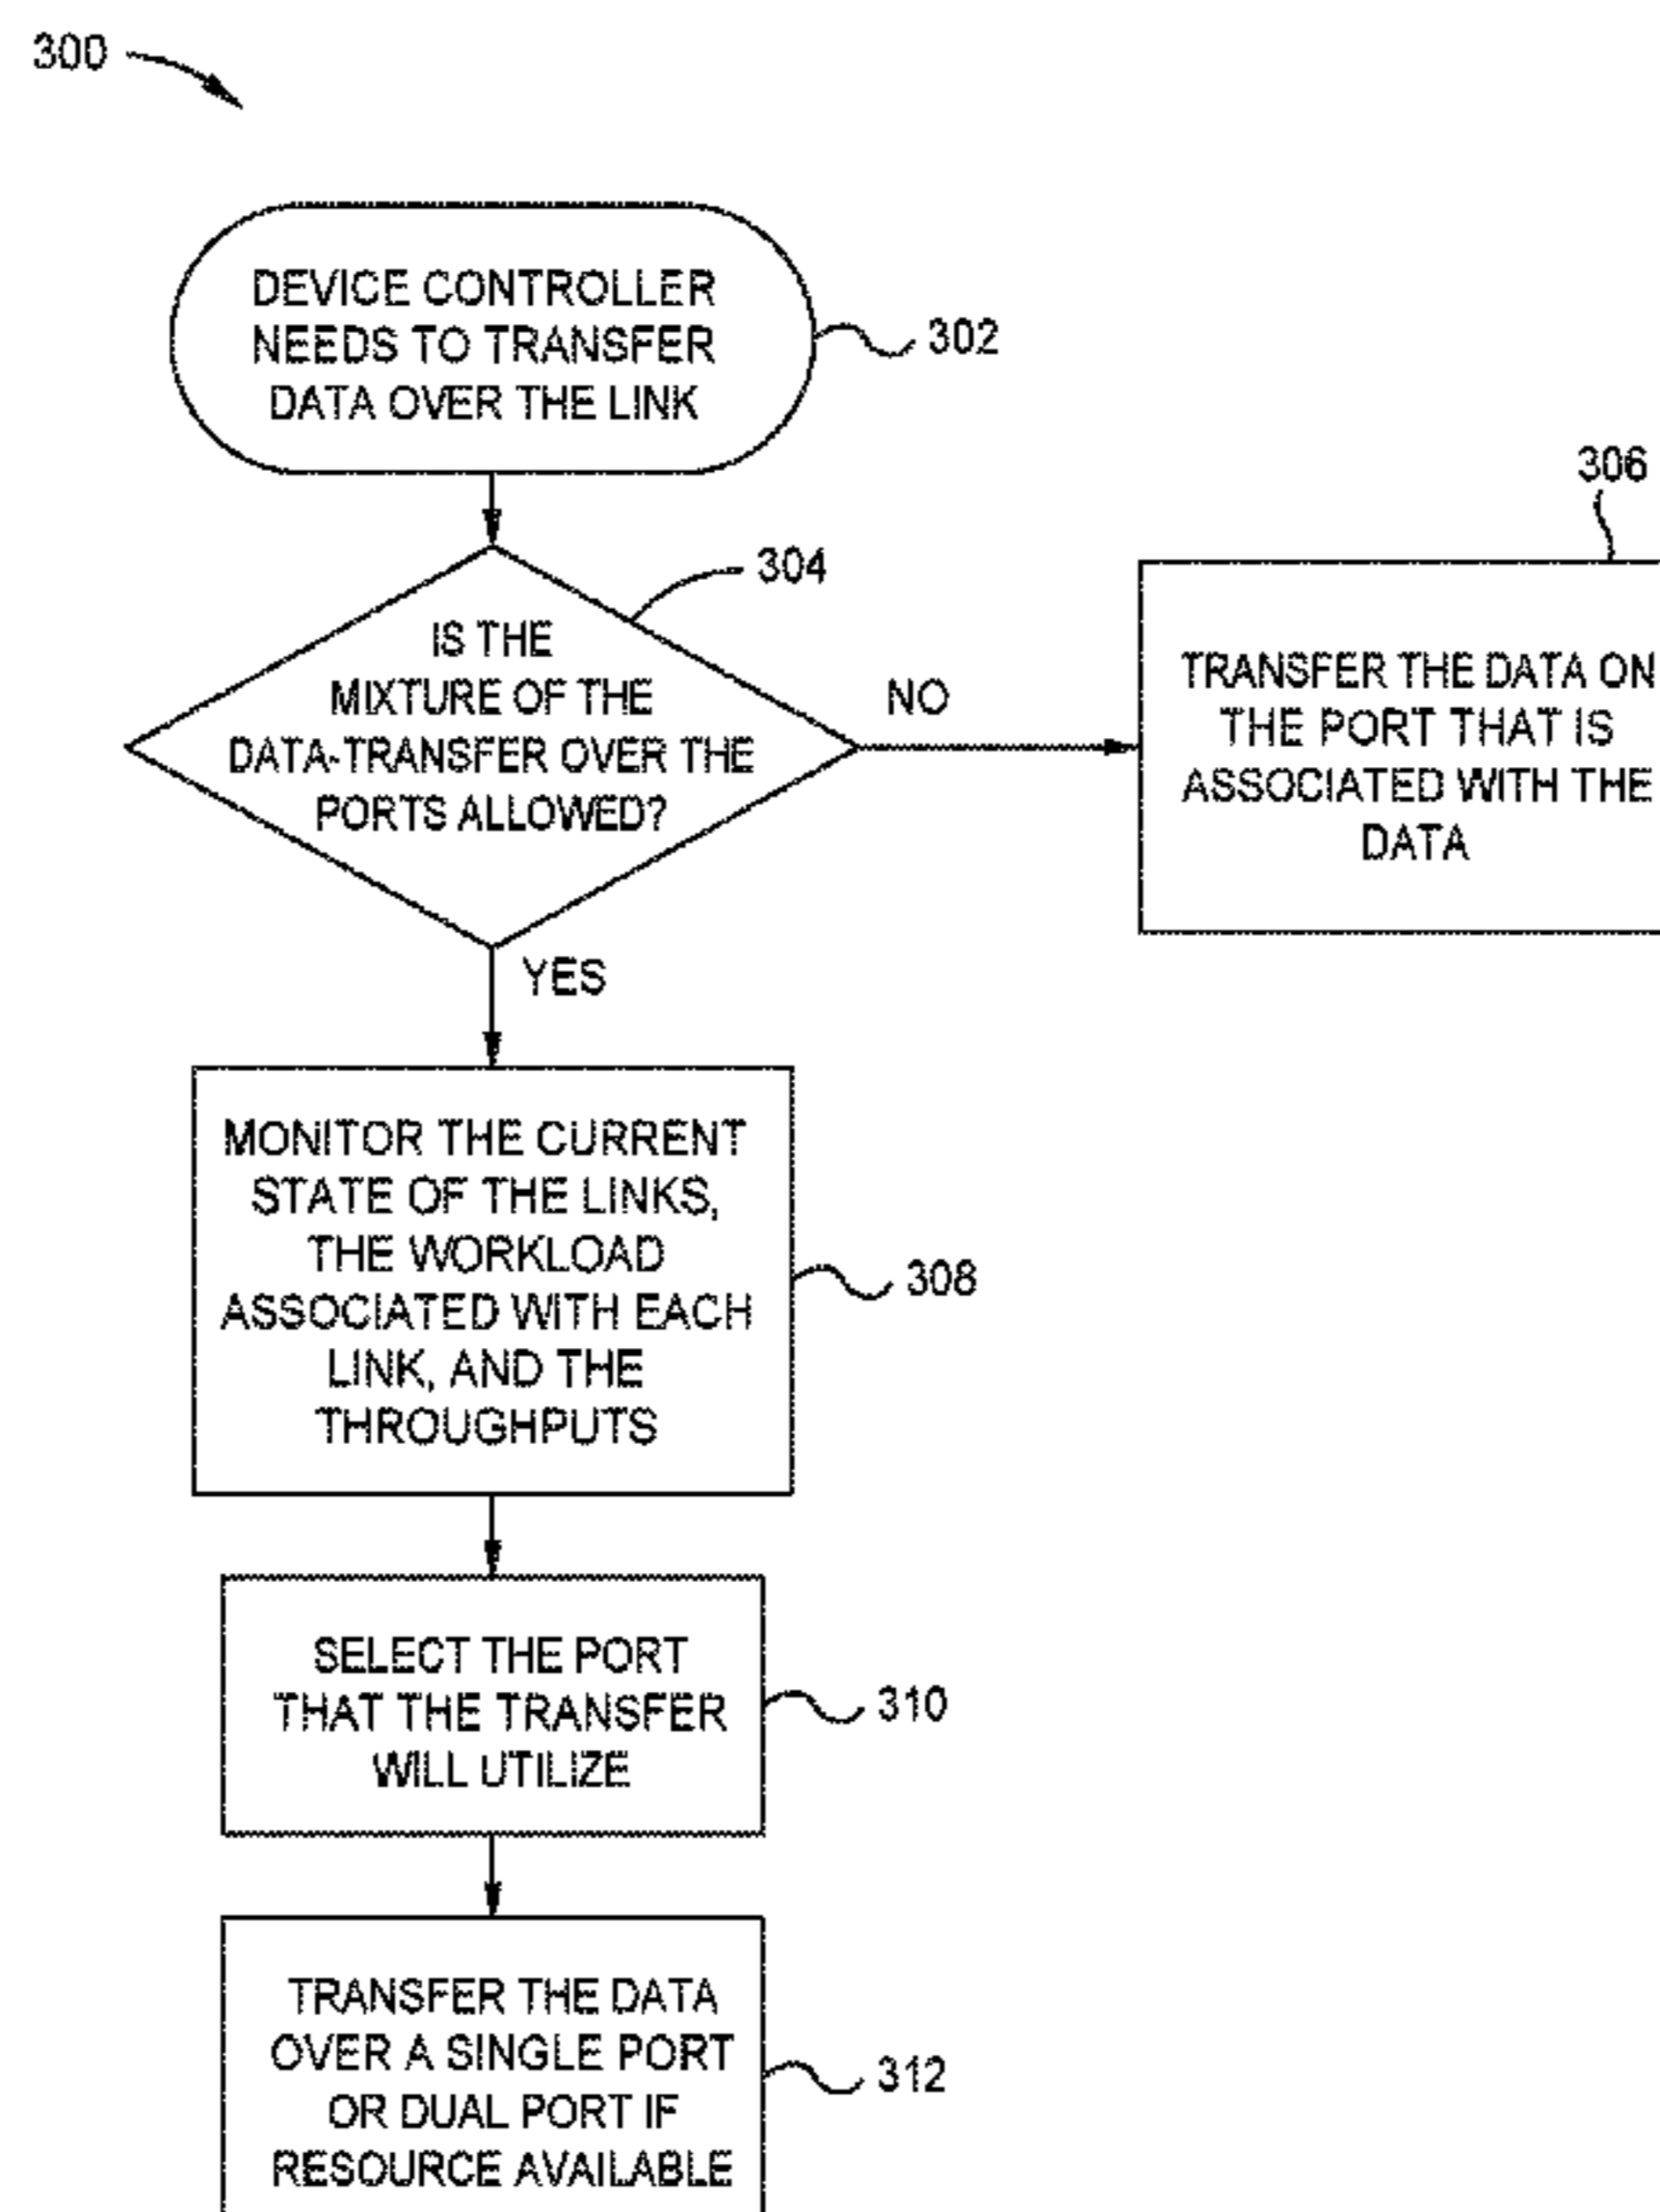 300
DEVICE CONTROLLER
NEEDS TO TRANSFER
DATA OVER THE LINK
302
304
IS THE
MIXTURE OF THE
DATA-TRANSFER OVER THE
PORTS ALLOWED?
NO
306
TRANSFER THE DATA ON
THE PORT THAT IS
ASSOCIATED WITH THE
DATA
YES
MONITOR THE CURRENT
STATE OF THE LINKS,
THE WORKLOAD
ASSOCIATED WITH EACH
LINK, AND THE
THROUGHPUTS
308
SELECT THE PORT
THAT THE TRANSFER
WILL UTILIZE
310
TRANSFER THE DATA
OVER A SINGLE PORT
OR DUAL PORT IF
RESOURCE AVAILABLE
312